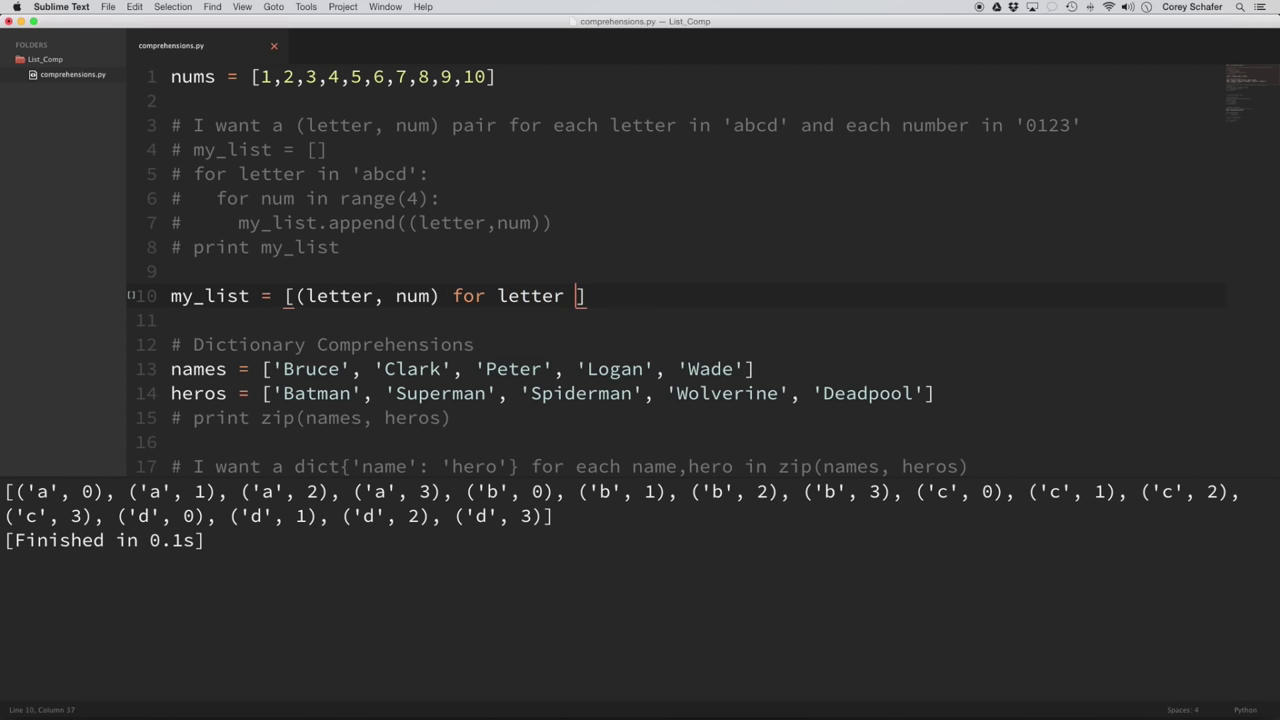 Sublime Text File Edit Selection Find View Goto Tools Project Window Help Corey Schafer
comprehensions.py — List_Comp
FOLDERS
List_Comp
comprehensions.py
comprehensions.py
1 nums = [1,2,3,4,5,6,7,8,9,10]
2
3 # I want a (letter, num) pair for each letter in 'abcd' and each number in '0123'
4 # my_list = []
5 # for letter in 'abcd':
6 #   for num in range(4):
7 #     my_list.append((letter,num))
8 # print my_list
9
10 my_list = [(letter, num) for letter ]
11
12 # Dictionary Comprehensions
13 names = ['Bruce', 'Clark', 'Peter', 'Logan', 'Wade']
14 heros = ['Batman', 'Superman', 'Spiderman', 'Wolverine', 'Deadpool']
15 # print zip(names, heros)
16
17 # I want a dict{'name': 'hero'} for each name,hero in zip(names, heros)
[('a', 0), ('a', 1), ('a', 2), ('a', 3), ('b', 0), ('b', 1), ('b', 2), ('b', 3), ('c', 0), ('c', 1), ('c', 2),
('c', 3), ('d', 0), ('d', 1), ('d', 2), ('d', 3)]
[Finished in 0.1s]
Line 10, Column 37 Spaces: 4 Python